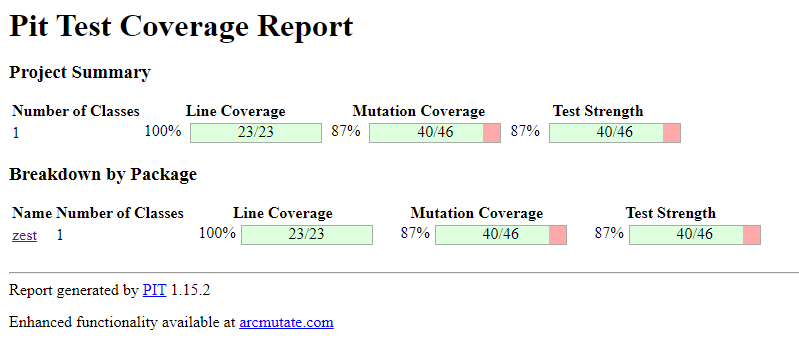 Pit Test Coverage Report
Project Summary
Number of Classes Line Coverage Mutation Coverage Test Strength
1 100% 23/23 87% 40/46 87% 40/46
Breakdown by Package
Name Number of Classes Line Coverage Mutation Coverage Test Strength
zest 1 100% 23/23 87% 40/46 87% 40/46
Report generated by PIT 1.15.2
Enhanced functionality available at arcmutate.com